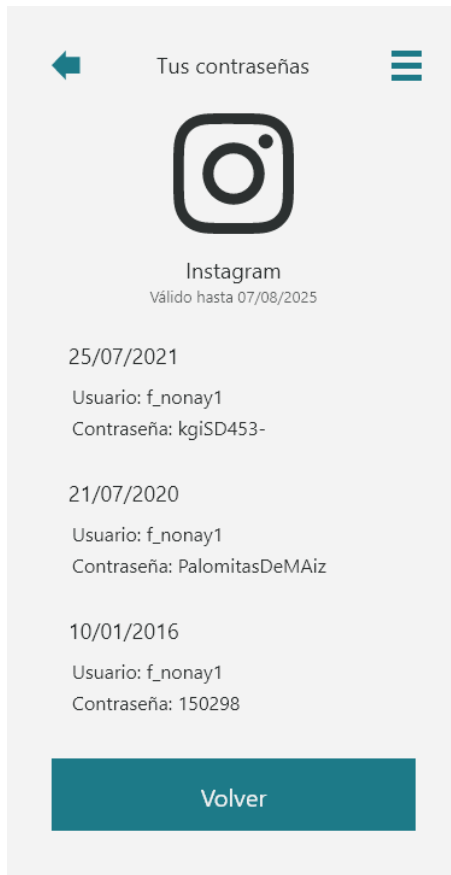 Tus contraseñas
Instagram
Válido hasta 07/08/2025
25/07/2021
Usuario: f_nonay1
Contraseña: kgiSD453-
21/07/2020
Usuario: f_nonay1
Contraseña: PalomitasDeMAiz
10/01/2016
Usuario: f_nonay1
Contraseña: 150298
Volver